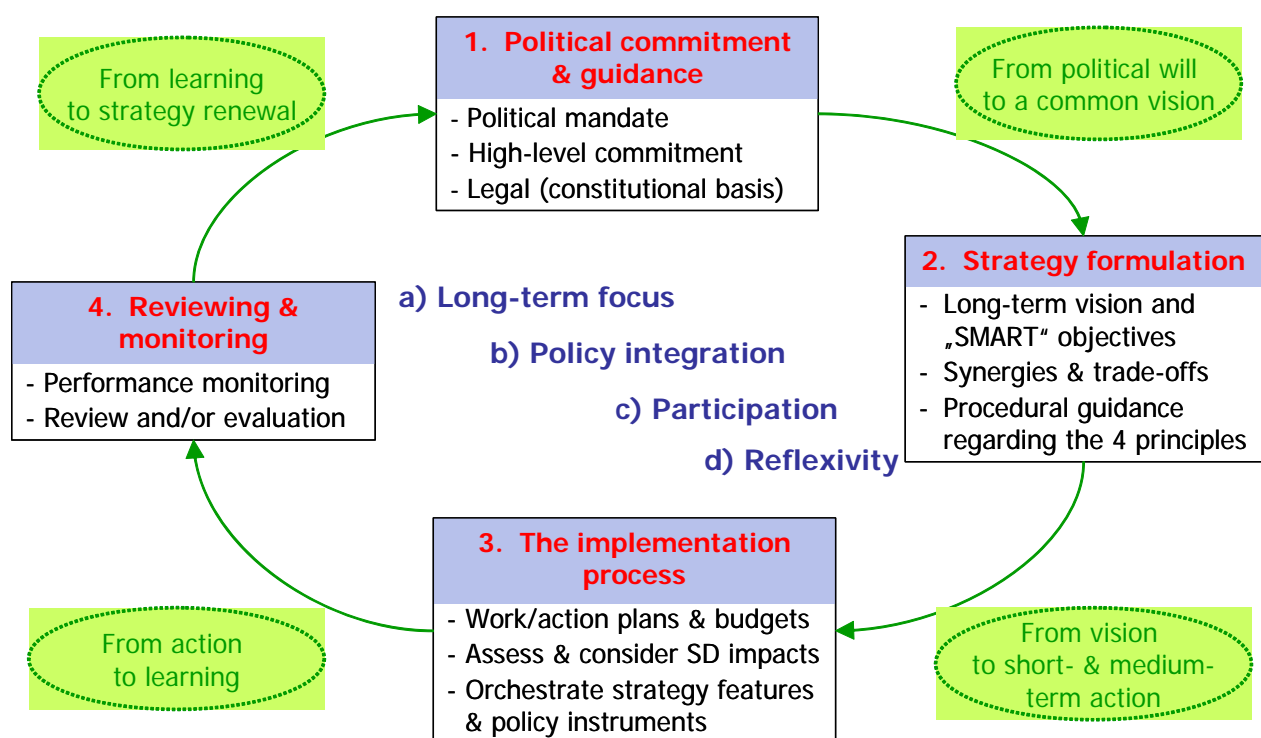 From learning
to strategy renewal
1. Political commitment
& guidance
- Political mandate
- High-level commitment
- Legal (constitutional basis)
From political will
to a common vision
2. Strategy formulation
- Long-term vision and
„SMART“ objectives
- Synergies & trade-offs
- Procedural guidance
regarding the 4 principles
4. Reviewing &
monitoring
- Performance monitoring
- Review and/or evaluation
a) Long-term focus
b) Policy integration
c) Participation
d) Reflexivity
3. The implementation
process
- Work/action plans & budgets
- Assess & consider SD impacts
- Orchestrate strategy features
& policy instruments
From action
to learning
From vision
to short- & medium-
term action